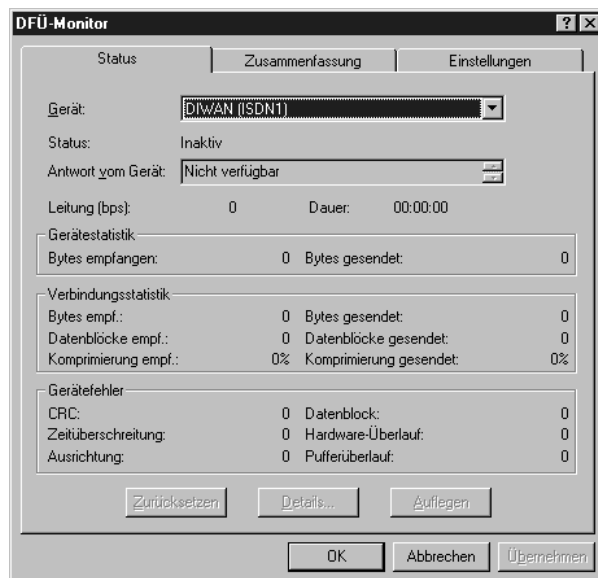 DFÜ-Monitor
Status Zusammenfassung Einstellungen
Gerät: DIWAN (ISDN1)
Status: Inaktiv
Antwort vom Gerät: Nicht verfügbar
Leitung (bps): 0 Dauer: 00:00:00
Gerätestatistik
Bytes empfangen: 0 Bytes gesendet: 0
Verbindungsstatistik
Bytes empf.: 0 Bytes gesendet: 0
Datenblöcke empf.: 0 Datenblöcke gesendet: 0
Komprimierung empf.: 0% Komprimierung gesendet: 0%
Gerätefehler
CRC: 0 Datenblock: 0
Zeitüberschreitung: 0 Hardware-Überlauf: 0
Ausrichtung: 0 Pufferüberlauf: 0
Zurücksetzen Details... Auflegen
OK Abbrechen Übernehmen